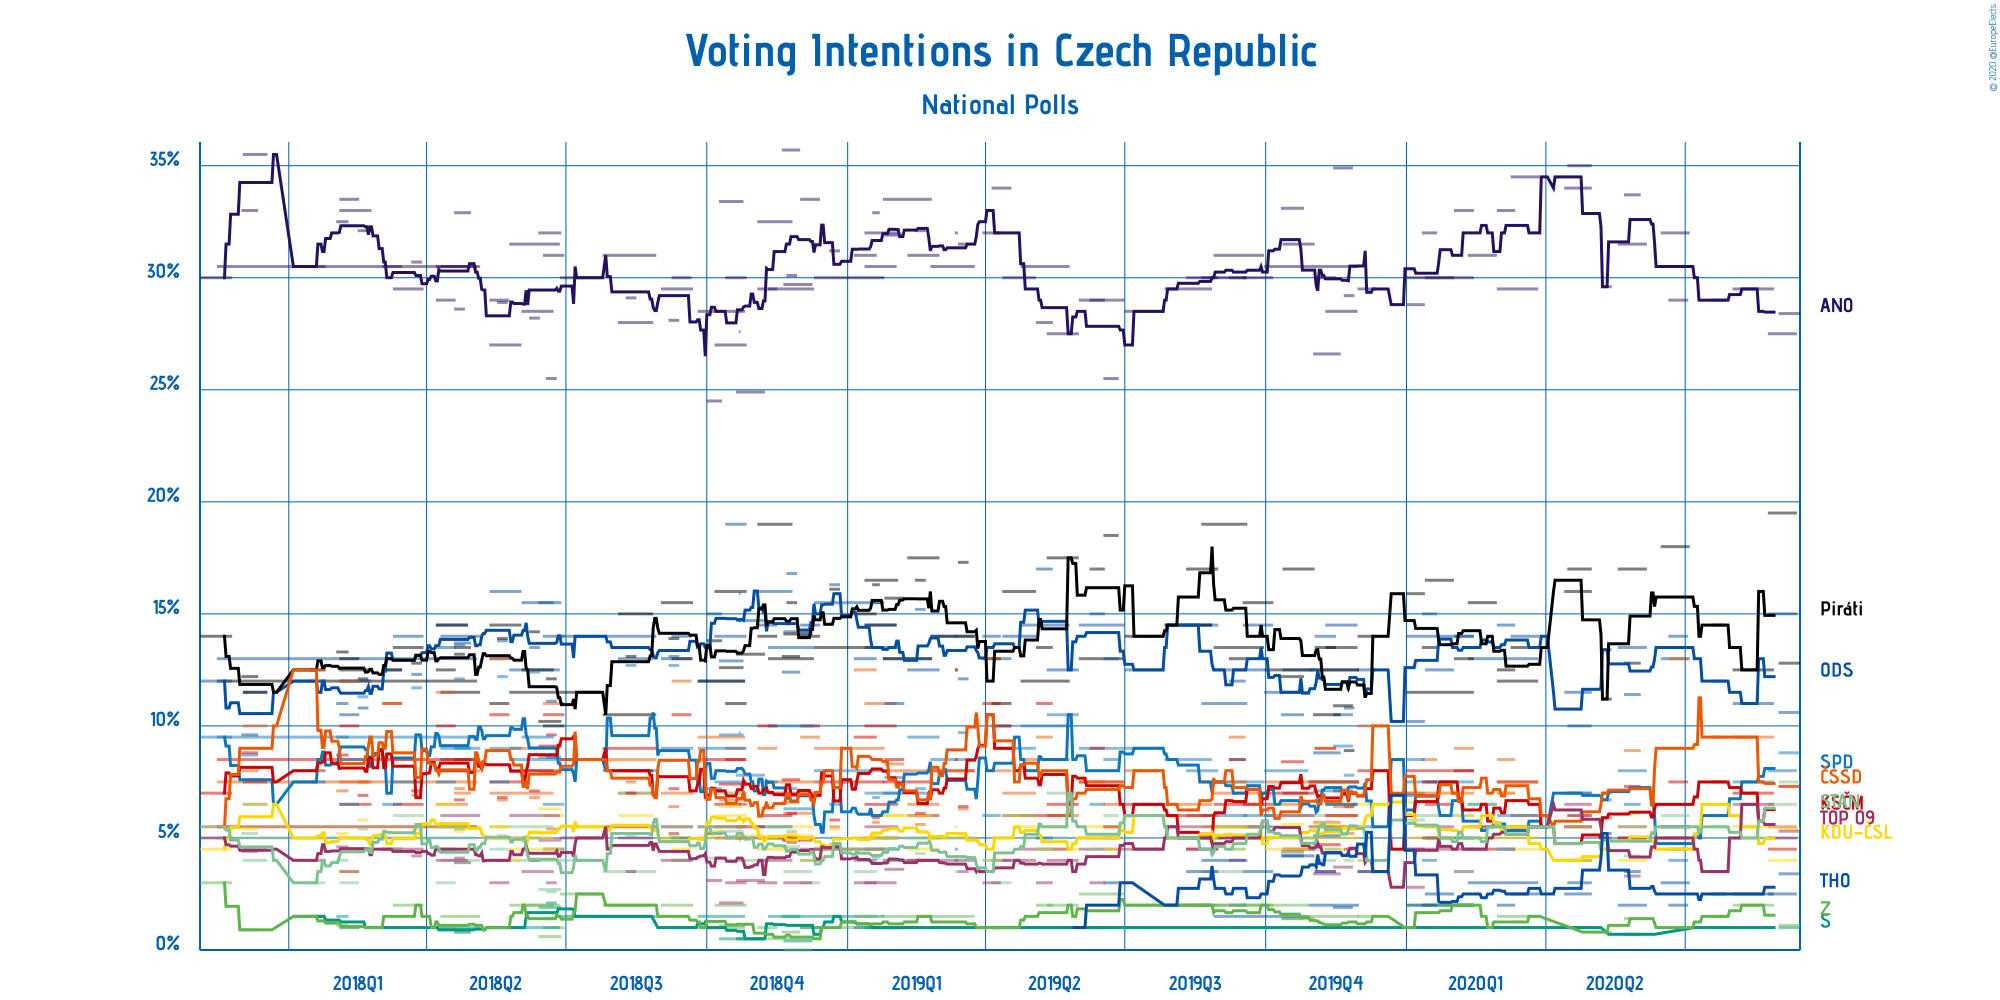 © 2020 @EuropeElects
Voting Intentions in Czech Republic
National Polls
35%
30%
25%
20%
15%
10%
5%
0%
ANO
Piráti
ODS
SPD
ČSSD
STAN
KSČM
TOP 09
KDU-ČSL
THO
Z
S
2018Q1
2018Q2
2018Q3
2018Q4
2019Q1
2019Q2
2019Q3
2019Q4
2020Q1
2020Q2